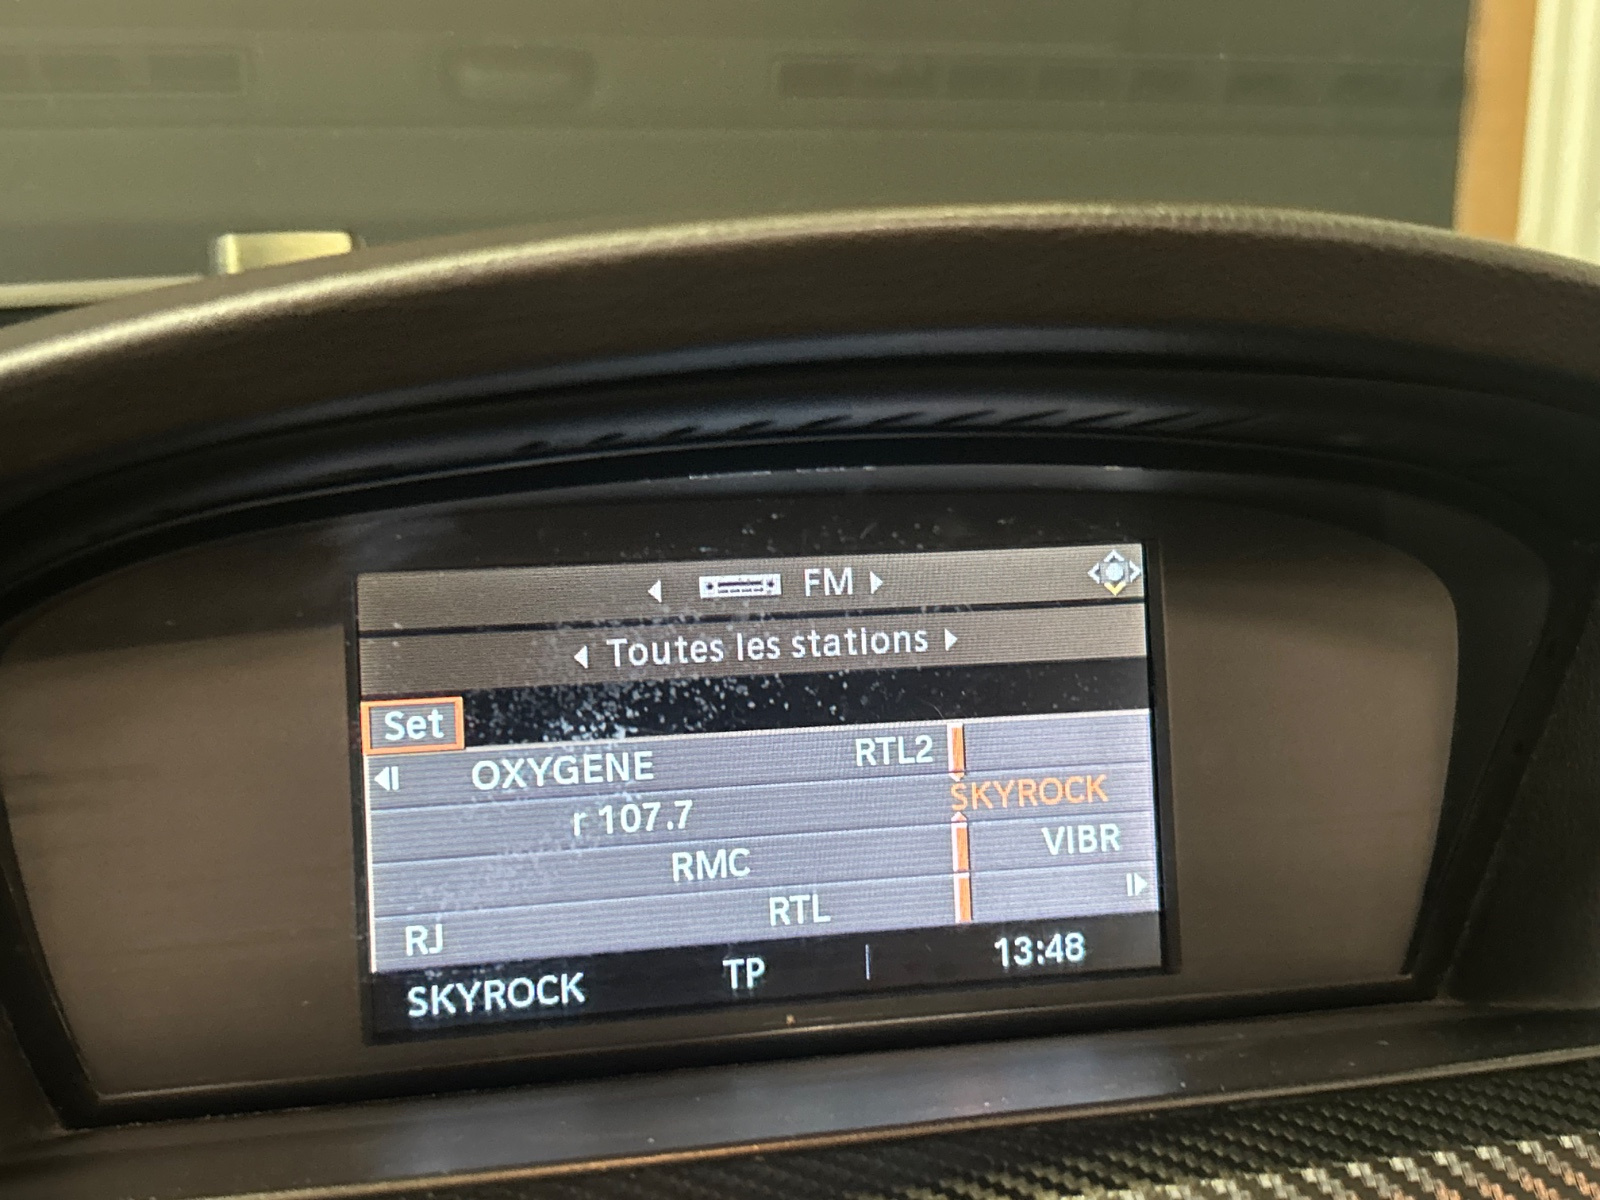 FM
Toutes les stations
Set
OXYGENE RTL2
SKYROCK
r 107.7
VIBR
RMC
RTL
RJ
SKYROCK TP 13:48